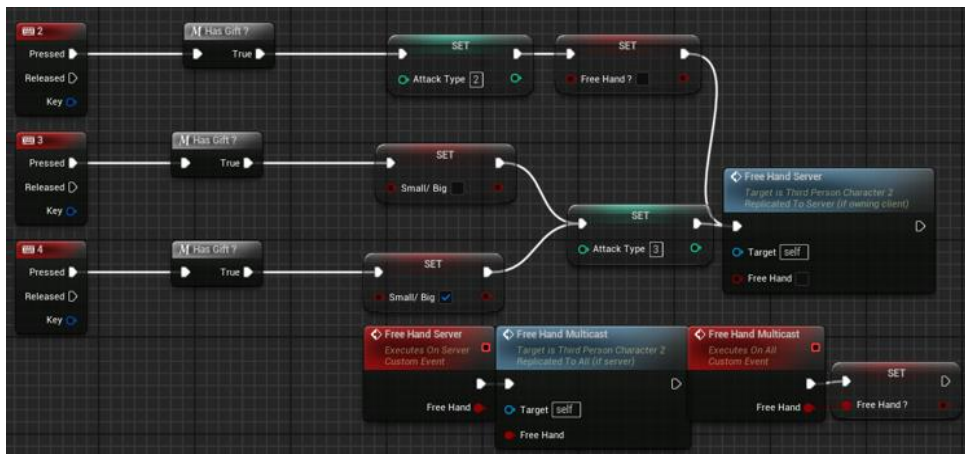 2
Pressed
Released
Key
M Has Gift ?
True
SET
Attack Type 2
SET
Free Hand ?
3
Pressed
Released
Key
M Has Gift ?
True
SET
Small/ Big
SET
Attack Type 3
Free Hand Server
Target is Third Person Character 2
Replicated To Server (if owning client)
Target self
Free Hand
4
Pressed
Released
Key
M Has Gift ?
True
SET
Small/ Big
Free Hand Server
Executes On Server
Custom Event
Free Hand
Free Hand Multicast
Target is Third Person Character 2
Replicated To All (if server)
Target self
Free Hand
Free Hand Multicast
Executes On All
Custom Event
Free Hand
SET
Free Hand ?